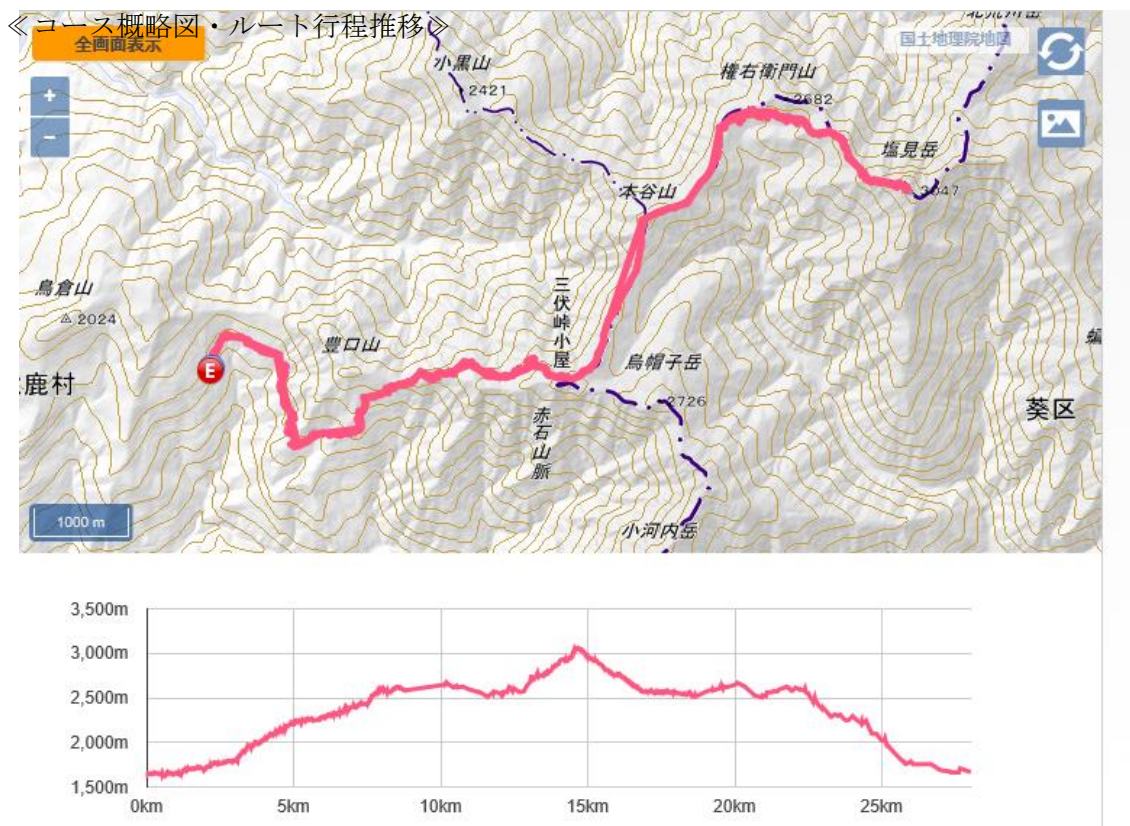 ≪コース概略図・ルート行程推移≫
全画面表示
国土地理院地図
+
-
小黒山
2421
権右衛門山
2682
塩見岳
3047
本谷山
烏倉山
2024
豊口山
三伏峠小屋
烏帽子岳
2726
E
鹿村
赤石山脈
葵区
小河内岳
1000 m
3,500m
3,000m
2,500m
2,000m
1,500m
0km 5km 10km 15km 20km 25km